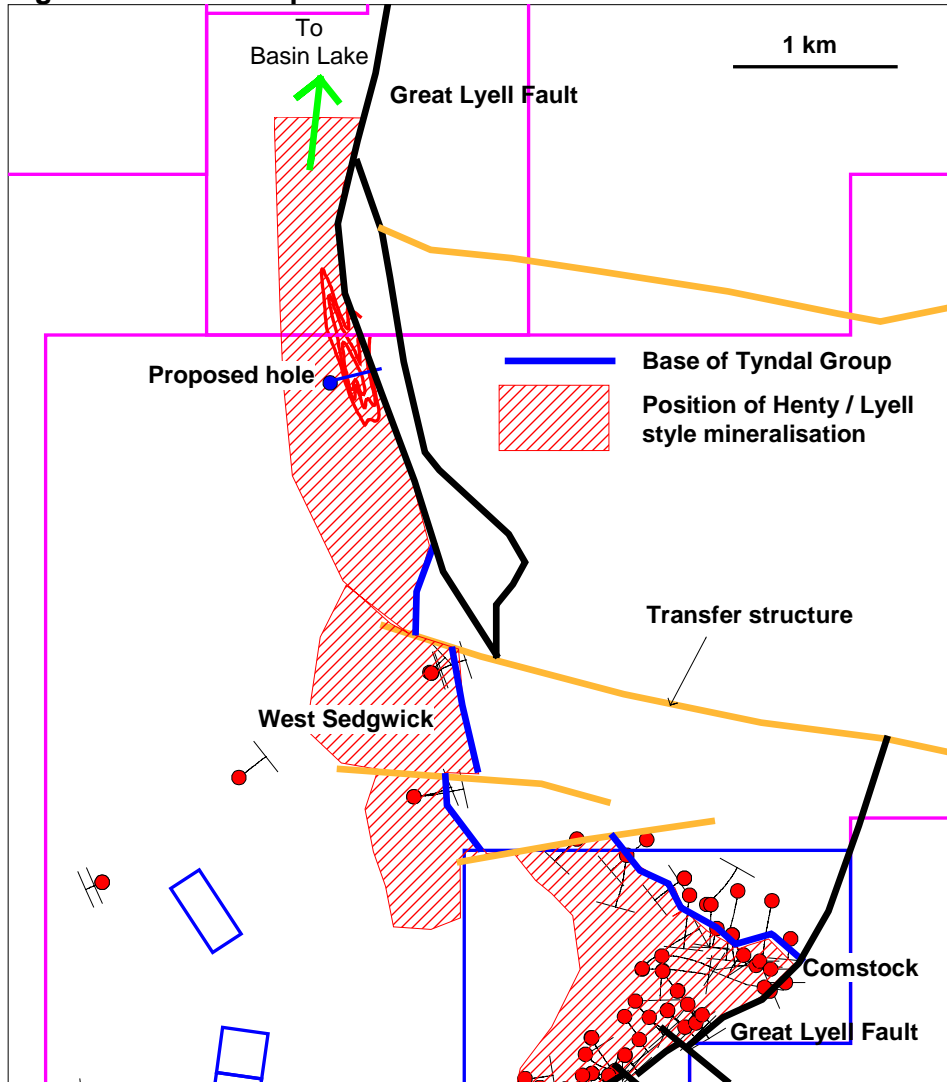 To
Basin Lake
1 km
Great Lyell Fault
Proposed hole
Base of Tyndal Group
Position of Henty / Lyell
style mineralisation
Transfer structure
West Sedgwick
Comstock
Great Lyell Fault